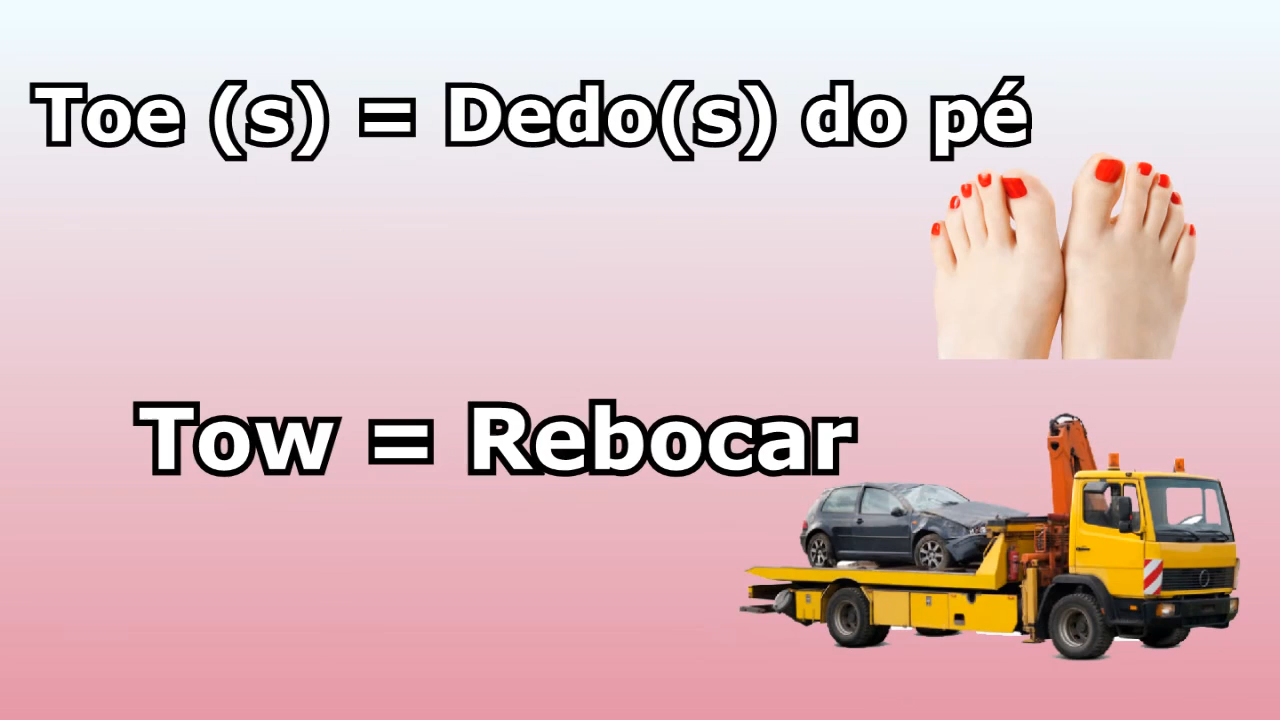 Toe (s) = Dedo(s) do pé
Tow = Rebocar